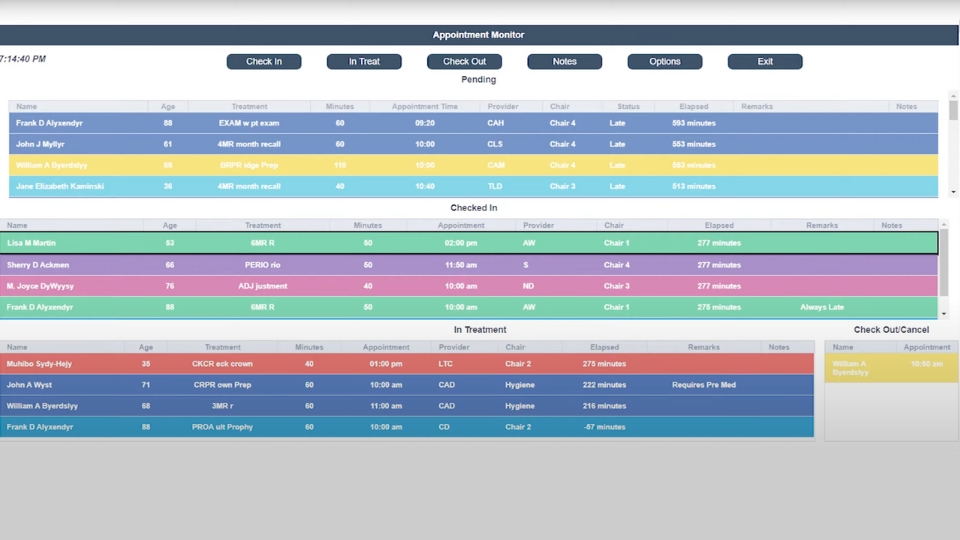 Appointment Monitor
7:14:40 PM
Check In In Treat Check Out Notes Options Exit
Pending
Name Age Treatment Minutes Appointment Time Provider Chair Status Elapsed Remarks Notes
Frank D Alyxendyr 88 EXAM w pt exam 60 09:20 CAH Chair 4 Late 593 minutes
John J Myllyr 61 4MR month recall 60 10:00 CLS Chair 4 Late 553 minutes
William A Byerdslyy 68 BRPR idge Prep 110 10:00 CAM Chair 4 Late 553 minutes
Jane Elizabeth Kaminski 36 4MR month recall 40 10:40 TLD Chair 3 Late 513 minutes
Checked In
Name Age Treatment Minutes Appointment Provider Chair Elapsed Remarks Notes
Lisa M Martin 53 6MR R 50 02:00 pm AW Chair 1 277 minutes
Sherry D Ackmen 66 PERIO rio 50 11:50 am S Chair 4 277 minutes
M. Joyce DyWyysy 76 ADJ justment 40 10:00 am ND Chair 3 277 minutes
Frank D Alyxendyr 88 6MR R 50 10:00 am AW Chair 1 275 minutes Always Late
In Treatment Check Out/Cancel
Name Age Treatment Minutes Appointment Provider Chair Elapsed Remarks Notes Name Appointment
Muhibo Sydy-Hejy 35 CKCR eck crown 40 01:00 pm LTC Chair 2 275 minutes William A Byerdslyy 10:50 am
John A Wyst 71 CRPR own Prep 60 10:00 am CAD Hygiene 222 minutes Requires Pre Med
William A Byerdslyy 68 3MR r 60 11:00 am CAD Hygiene 216 minutes
Frank D Alyxendyr 88 PROA ult Prophy 60 10:00 am CD Chair 2 -57 minutes